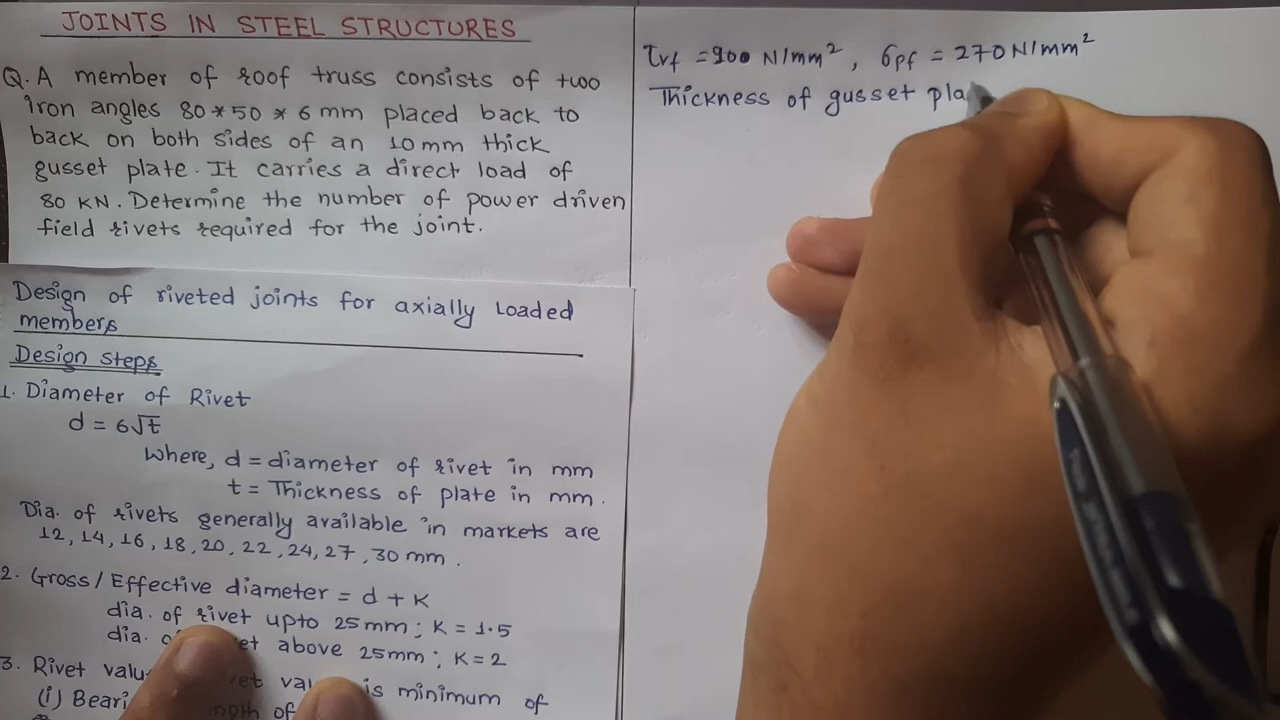 JOINTS IN STEEL STRUCTURES
Q. A member of roof truss consists of two
iron angles 80*50*6 mm placed back to
back on both sides of an 10mm thick
gusset plate. It carries a direct load of
80 KN. Determine the number of power driven
field rivets required for the joint.
Design of riveted joints for axially Loaded
members
Design steps
1. Diameter of Rivet
d = 6√t
Where, d = diameter of rivet in mm
t = Thickness of plate in mm.
Dia. of rivets generally available in markets are
12, 14, 16, 18, 20, 22, 24, 27, 30 mm.
2. Gross/Effective diameter = d + K
dia. of rivet upto 25mm; K = 1.5
dia. above 25mm; K = 2
3. Rivet is minimum of
(i) of
τvf = 100 N/mm², σpf = 270 N/mm²
Thickness of gusset pla